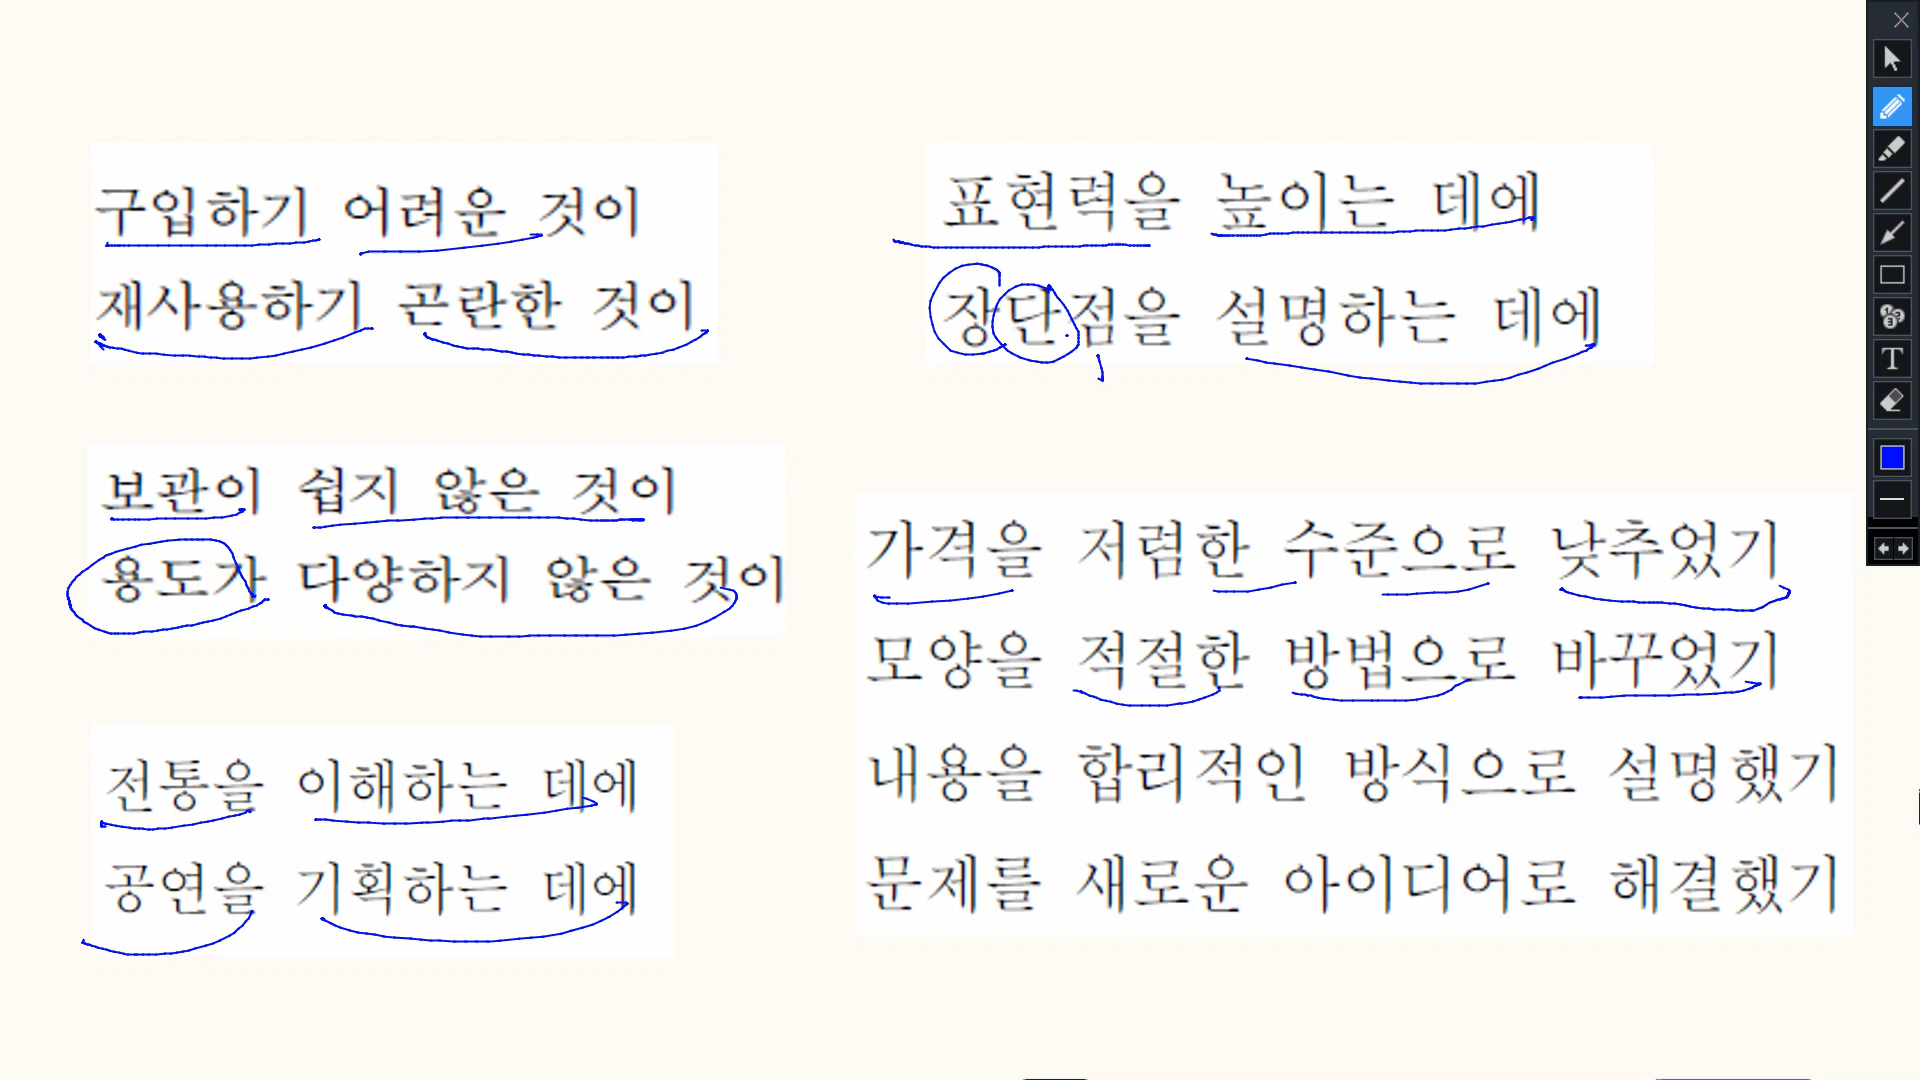 구입하기 어려운 것이
재사용하기 곤란한 것이
보관이 쉽지 않은 것이
용도가 다양하지 않은 것이
전통을 이해하는 데에
공연을 기획하는 데에
표현력을 높이는 데에
장단점을 설명하는 데에
가격을 저렴한 수준으로 낮추었기
모양을 적절한 방법으로 바꾸었기
내용을 합리적인 방식으로 설명했기
문제를 새로운 아이디어로 해결했기